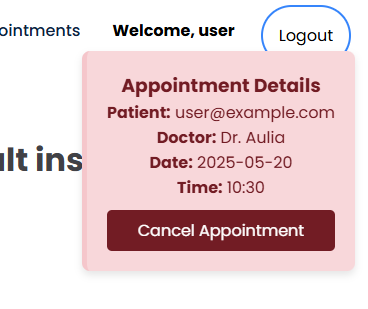 ointments Welcome, user Logout
Appointment Details
Patient: user@example.com
Doctor: Dr. Aulia
ult ins
Date: 2025-05-20
Time: 10:30
Cancel Appointment